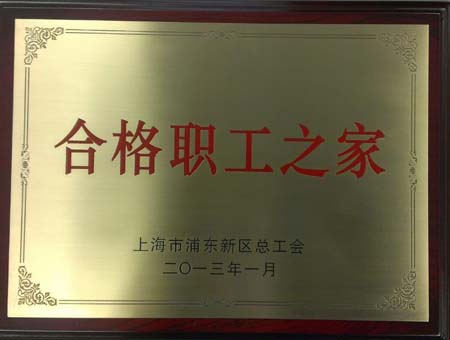 合格职工之家
上海市浦东新区总工会
二〇一三年一月